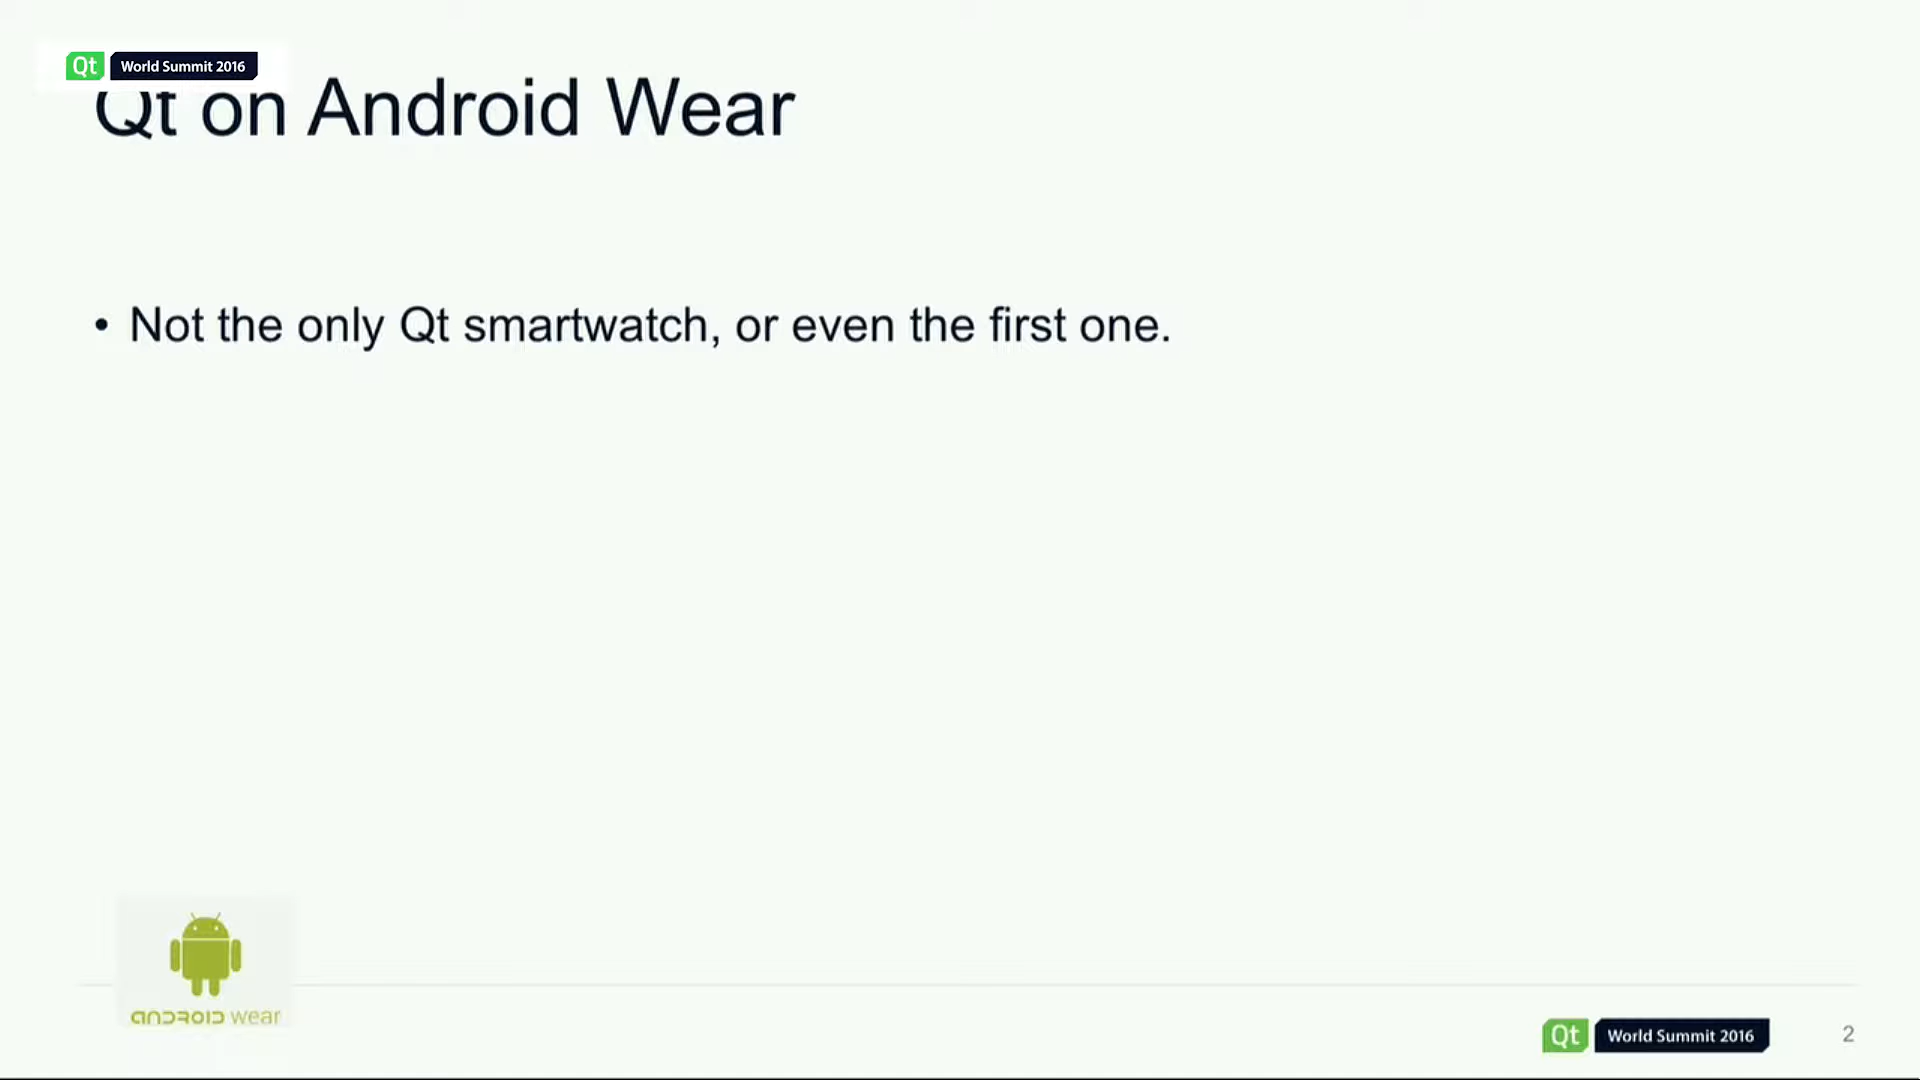 Qt World Summit 2016
Qt on Android Wear
• Not the only Qt smartwatch, or even the first one.
ANDROID wear
Qt World Summit 2016
2